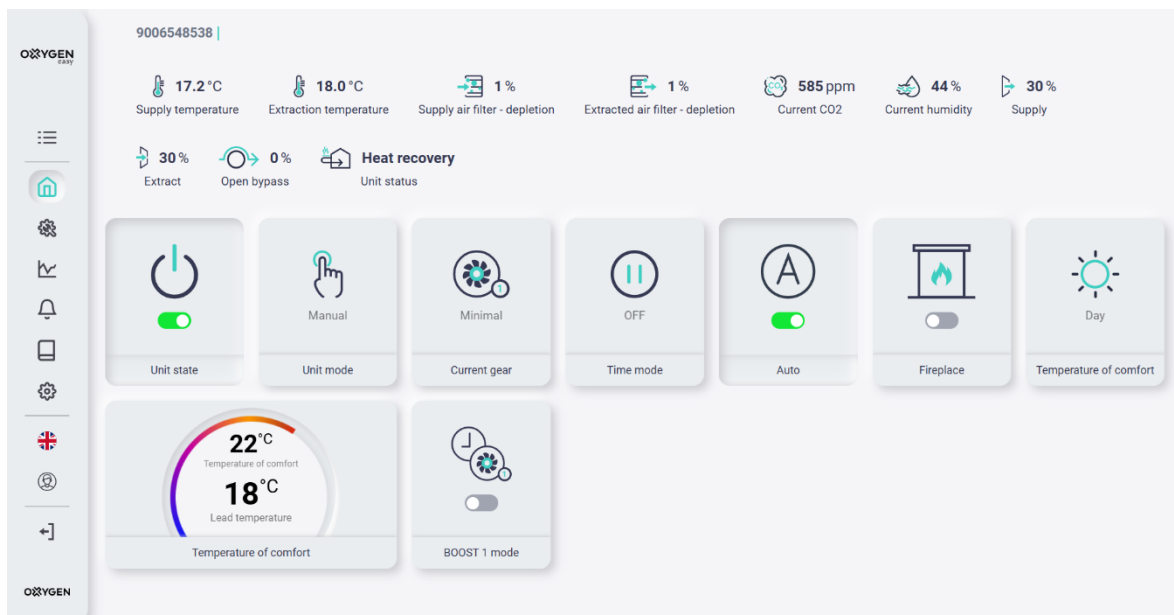 9006548538
OXYGEN
easy
17.2 °C
Supply temperature
18.0 °C
Extraction temperature
1 %
Supply air filter - depletion
1 %
Extracted air filter - depletion
CO2
585 ppm
Current CO2
44 %
Current humidity
30 %
Supply
30 %
Extract
0 %
Open bypass
Heat recovery
Unit status
Unit state
Manual
Unit mode
1
Minimal
Current gear
OFF
Time mode
A
Auto
Fireplace
Day
Temperature of comfort
22°C
Temperature of comfort
18°C
Lead temperature
Temperature of comfort
1
BOOST 1 mode
OXYGEN